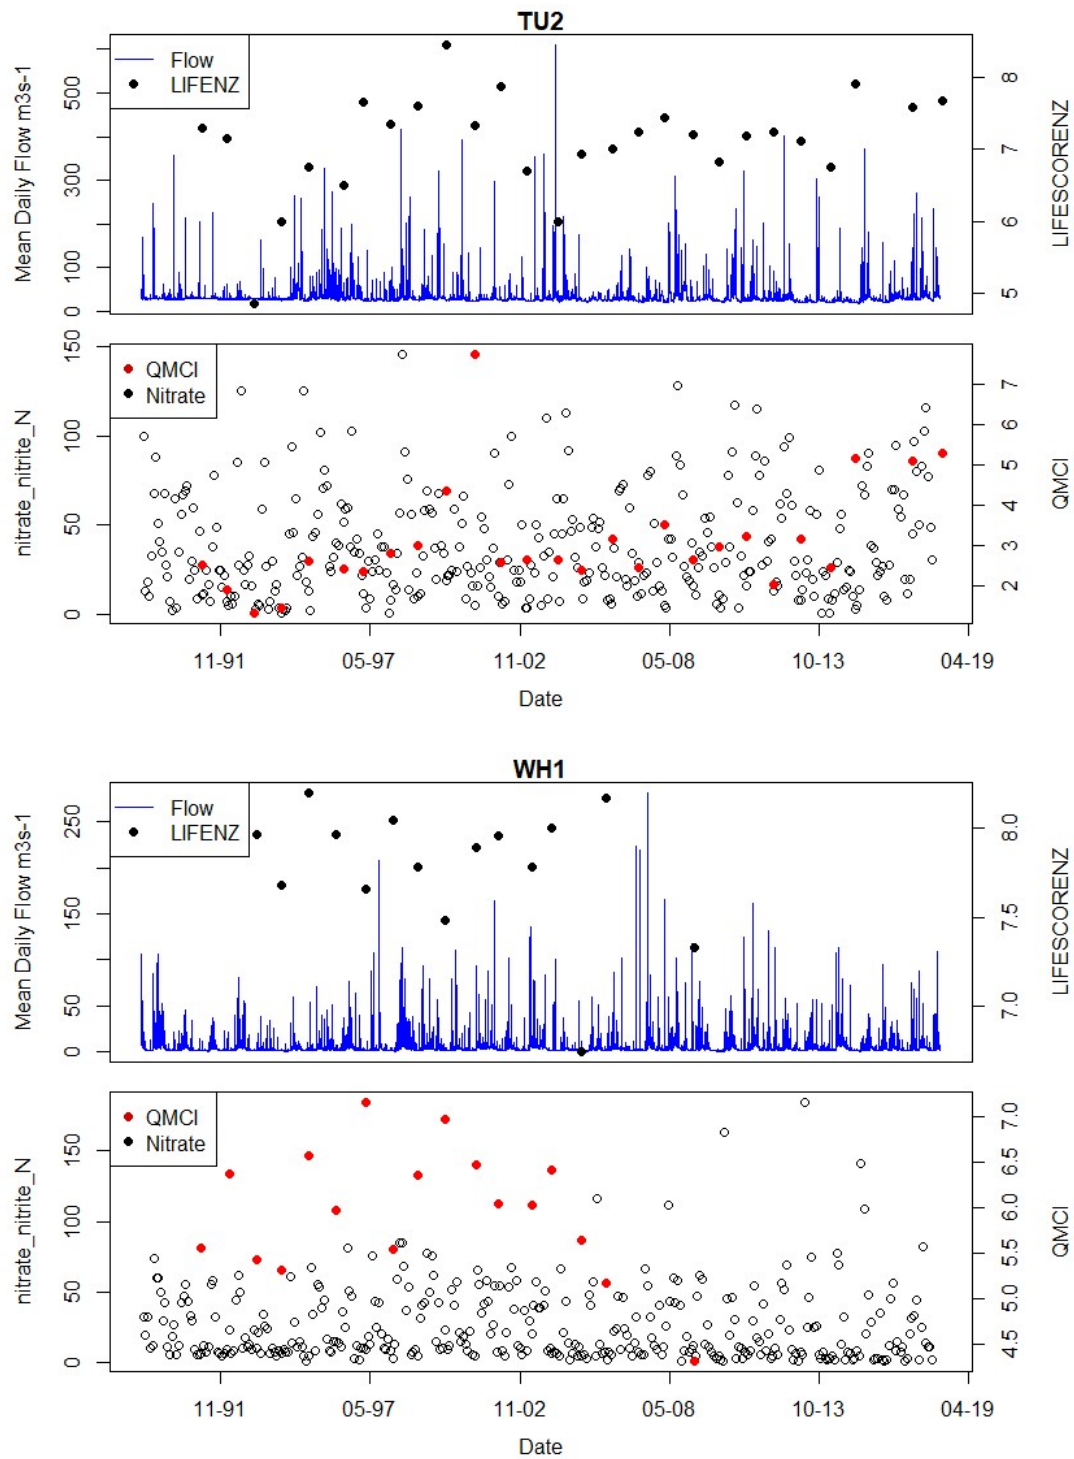 TU2
Flow
LIFENZ
Mean Daily Flow m3s-1
0
100
300
500
5
6
7
8
LIFESCORENZ
QMCI
Nitrate
nitrate_nitrite_N
0
50
100
150
2
3
4
5
6
7
QMCI
11-91
05-97
11-02
05-08
10-13
04-19
Date
WH1
Flow
LIFENZ
Mean Daily Flow m3s-1
0
50
150
250
7.0
7.5
8.0
LIFESCORENZ
QMCI
Nitrate
nitrate_nitrite_N
0
50
100
150
4.5
5.0
5.5
6.0
6.5
7.0
QMCI
11-91
05-97
11-02
05-08
10-13
04-19
Date